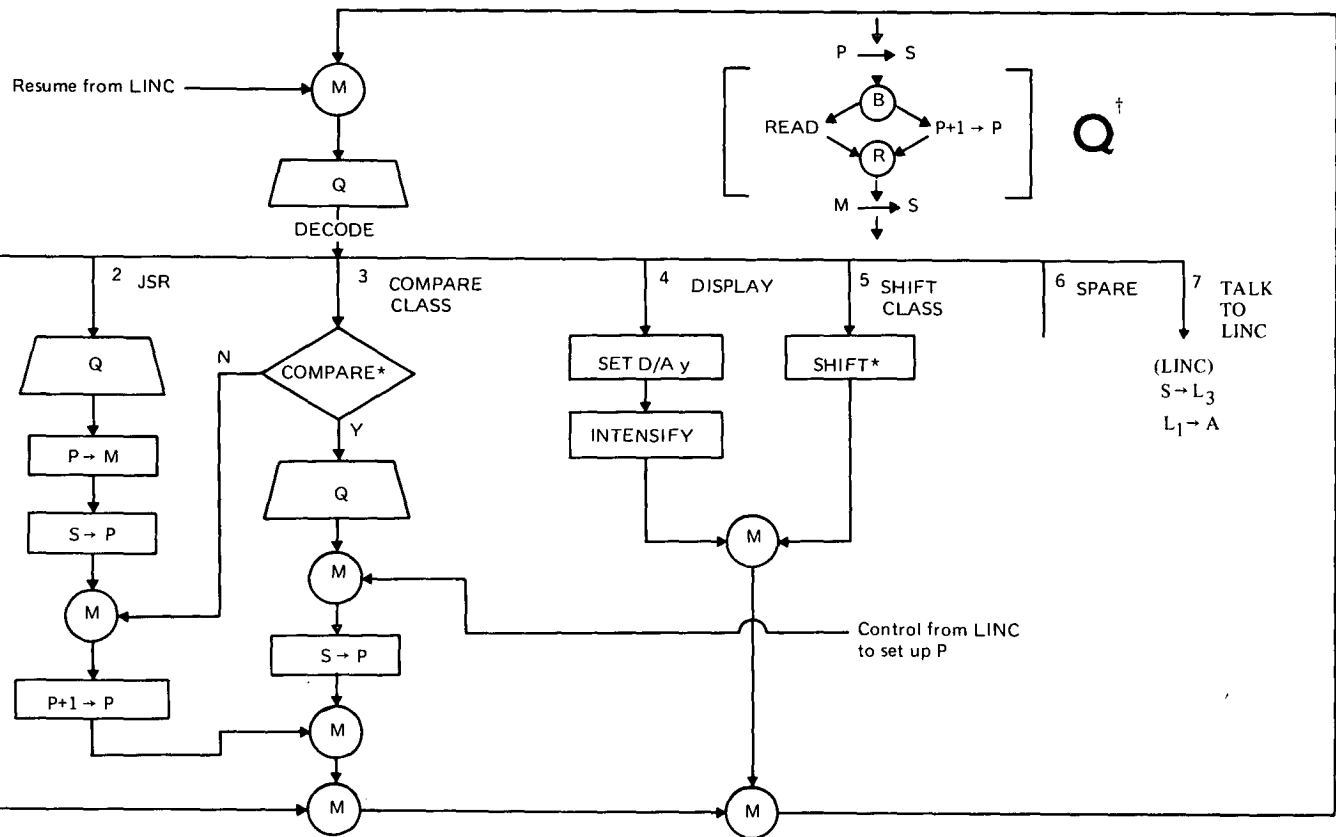 P → S
Resume from LINC
M
B
READ
P+1 → P
R
M → S
Q†
Q
DECODE
2 JSR
3 COMPARE
CLASS
4 DISPLAY
5 SHIFT
CLASS
6 SPARE
7 TALK
TO
LINC
Q
P → M
S → P
M
P+1 → P
N
COMPARE*
Y
Q
M
S → P
M
M
SET D/A y
INTENSIFY
SHIFT*
M
Control from LINC
to set up P
M
(LINC)
S→L₃
L₁→A